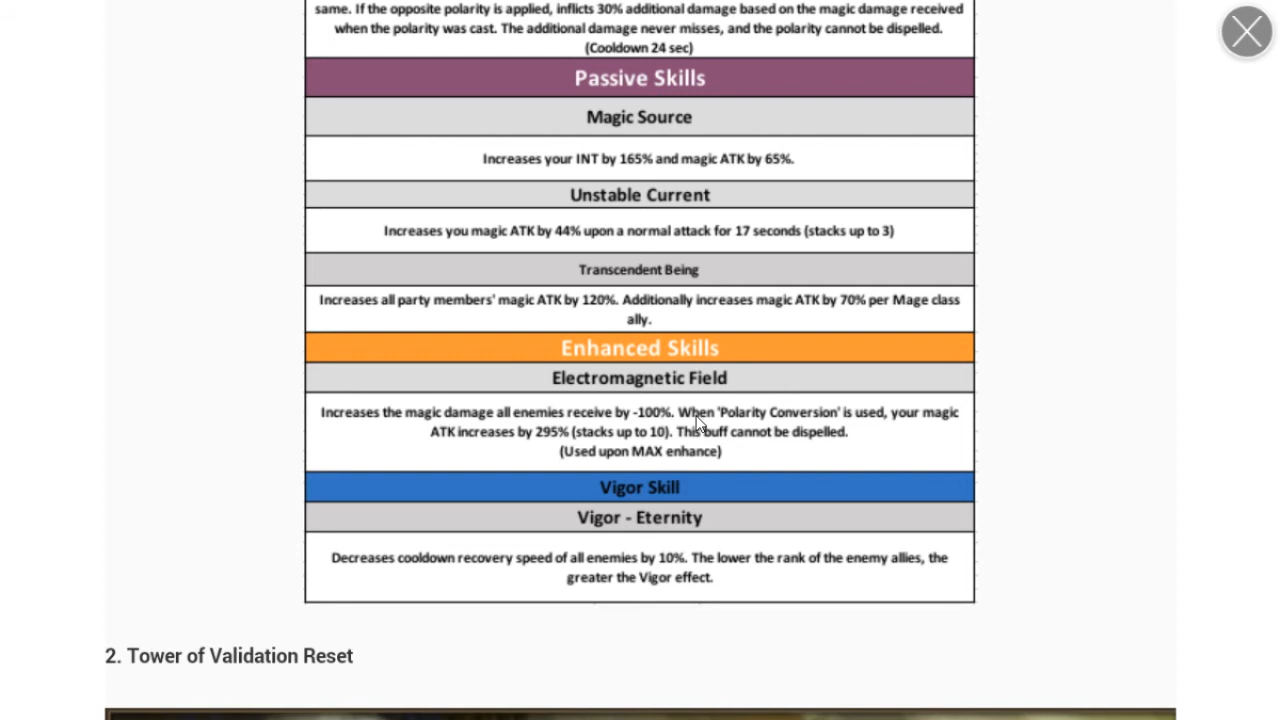 same. If the opposite polarity is applied, inflicts 30% additional damage based on the magic damage received
when the polarity was cast. The additional damage never misses, and the polarity cannot be dispelled.
(Cooldown 24 sec)
Passive Skills
Magic Source
Increases your INT by 165% and magic ATK by 65%.
Unstable Current
Increases you magic ATK by 44% upon a normal attack for 17 seconds (stacks up to 3)
Transcendent Being
Increases all party members' magic ATK by 120%. Additionally increases magic ATK by 70% per Mage class
ally.
Enhanced Skills
Electromagnetic Field
Increases the magic damage all enemies receive by -100%. When 'Polarity Conversion' is used, your magic
ATK increases by 295% (stacks up to 10). This buff cannot be dispelled.
(Used upon MAX enhance)
Vigor Skill
Vigor - Eternity
Decreases cooldown recovery speed of all enemies by 10%. The lower the rank of the enemy allies, the
greater the Vigor effect.
2. Tower of Validation Reset